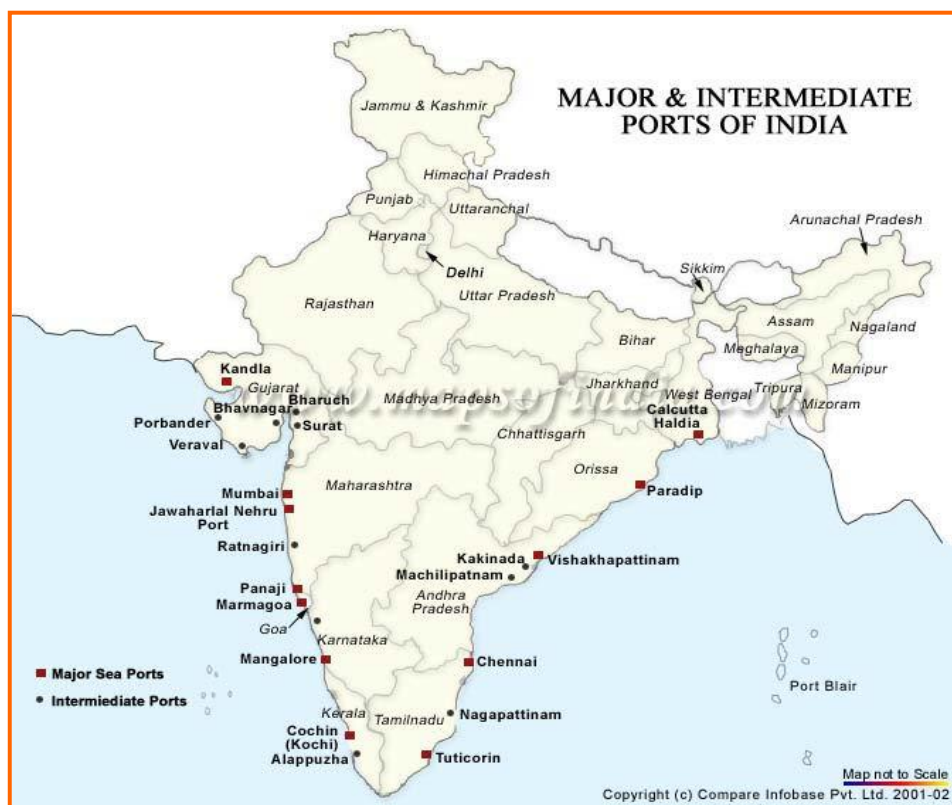 MAJOR & INTERMEDIATE
PORTS OF INDIA
Jammu & Kashmir
Himachal Pradesh
Punjab
Uttaranchal
Haryana
Delhi
Arunachal Pradesh
Sikkim
Rajasthan
Uttar Pradesh
Assam
Nagaland
Bihar
Meghalaya
Manipur
Kandla
Gujarat
Jharkhand
West Bengal
Tripura
Mizoram
www.mapsofindia.com
Bharuch
Bhavnagar
Madhya Pradesh
Calcutta
Haldia
Porbander
Surat
Chhattisgarh
Veraval
Orissa
Maharashtra
Mumbai
Paradip
Jawaharlal Nehru
Port
Ratnagiri
Kakinada
Vishakhapattinam
Machilipatnam
Panaji
Andhra
Pradesh
Marmagoa
Goa
Karnataka
Mangalore
Chennai
Major Sea Ports
Intermiediate Ports
Port Blair
Kerala
Tamilnadu
Nagapattinam
Cochin
(Kochi)
Alappuzha
Tuticorin
Map not to Scale
Copyright (c) Compare Infobase Pvt. Ltd. 2001-02